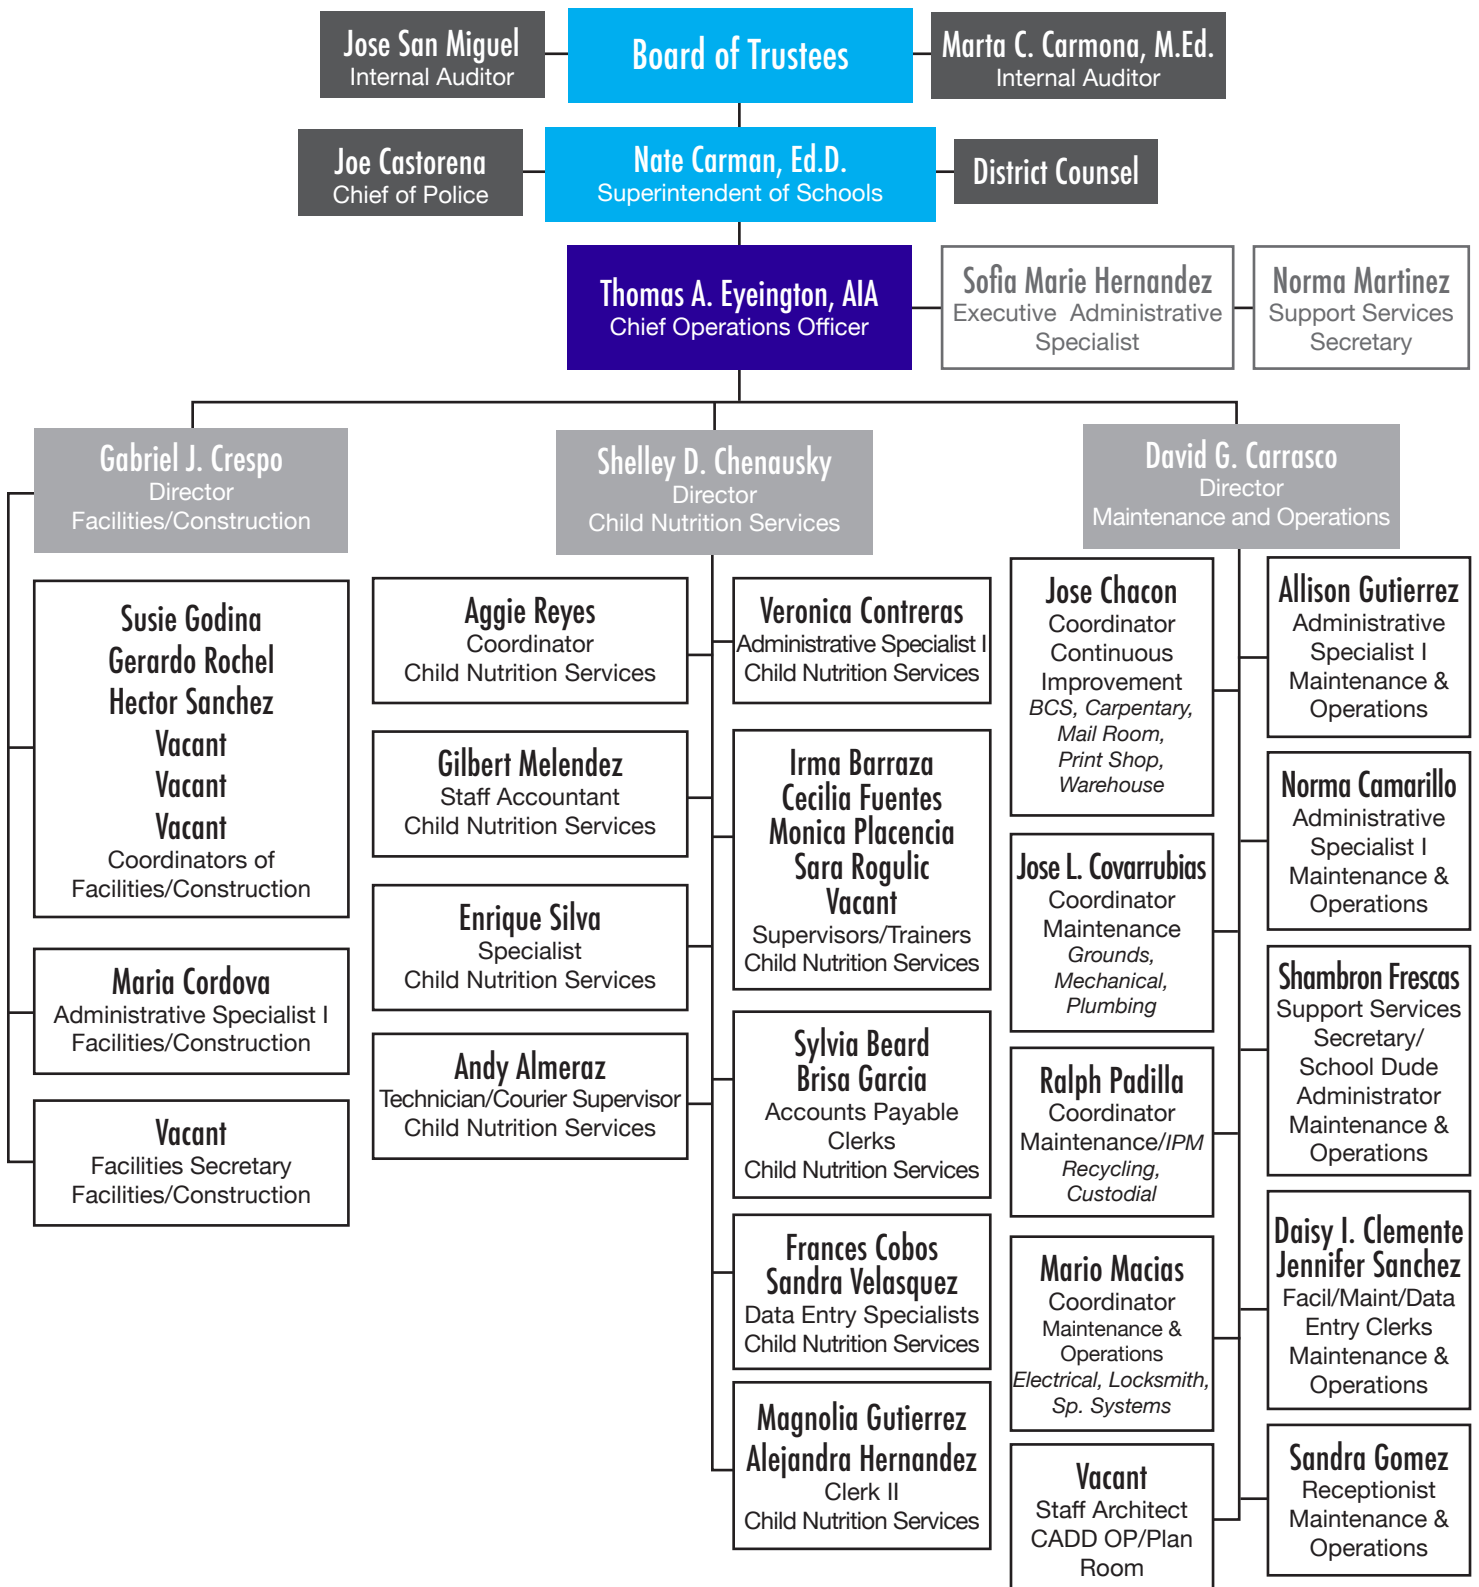 Jose San Miguel
Internal Auditor
Board of Trustees
Marta C. Carmona, M.Ed.
Internal Auditor
Joe Castorena
Chief of Police
Nate Carman, Ed.D.
Superintendent of Schools
District Counsel
Thomas A. Eyeington, AIA
Chief Operations Officer
Sofia Marie Hernandez
Executive Administrative
Specialist
Norma Martinez
Support Services
Secretary
Gabriel J. Crespo
Director
Facilities/Construction
Susie Godina
Gerardo Rochel
Hector Sanchez
Vacant
Vacant
Vacant
Coordinators of
Facilities/Construction
Maria Cordova
Administrative Specialist I
Facilities/Construction
Vacant
Facilities Secretary
Facilities/Construction
Shelley D. Chenausky
Director
Child Nutrition Services
Aggie Reyes
Coordinator
Child Nutrition Services
Gilbert Melendez
Staff Accountant
Child Nutrition Services
Enrique Silva
Specialist
Child Nutrition Services
Andy Almeraz
Technician/Courier Supervisor
Child Nutrition Services
Veronica Contreras
Administrative Specialist I
Child Nutrition Services
Irma Barraza
Cecilia Fuentes
Monica Placencia
Sara Rogulic
Vacant
Supervisors/Trainers
Child Nutrition Services
Sylvia Beard
Brisa Garcia
Accounts Payable
Clerks
Child Nutrition Services
Frances Cobos
Sandra Velasquez
Data Entry Specialists
Child Nutrition Services
Magnolia Gutierrez
Alejandra Hernandez
Clerk II
Child Nutrition Services
David G. Carrasco
Director
Maintenance and Operations
Jose Chacon
Coordinator
Continuous
Improvement
BCS, Carpentary,
Mail Room,
Print Shop,
Warehouse
Jose L. Covarrubias
Coordinator
Maintenance
Grounds,
Mechanical,
Plumbing
Ralph Padilla
Coordinator
Maintenance/IPM
Recycling,
Custodial
Mario Macias
Coordinator
Maintenance &
Operations
Electrical, Locksmith,
Sp. Systems
Vacant
Staff Architect
CADD OP/Plan
Room
Allison Gutierrez
Administrative
Specialist I
Maintenance &
Operations
Norma Camarillo
Administrative
Specialist I
Maintenance &
Operations
Shambron Frescas
Support Services
Secretary/
School Dude
Administrator
Maintenance &
Operations
Daisy I. Clemente
Jennifer Sanchez
Facil/Maint/Data
Entry Clerks
Maintenance &
Operations
Sandra Gomez
Receptionist
Maintenance &
Operations